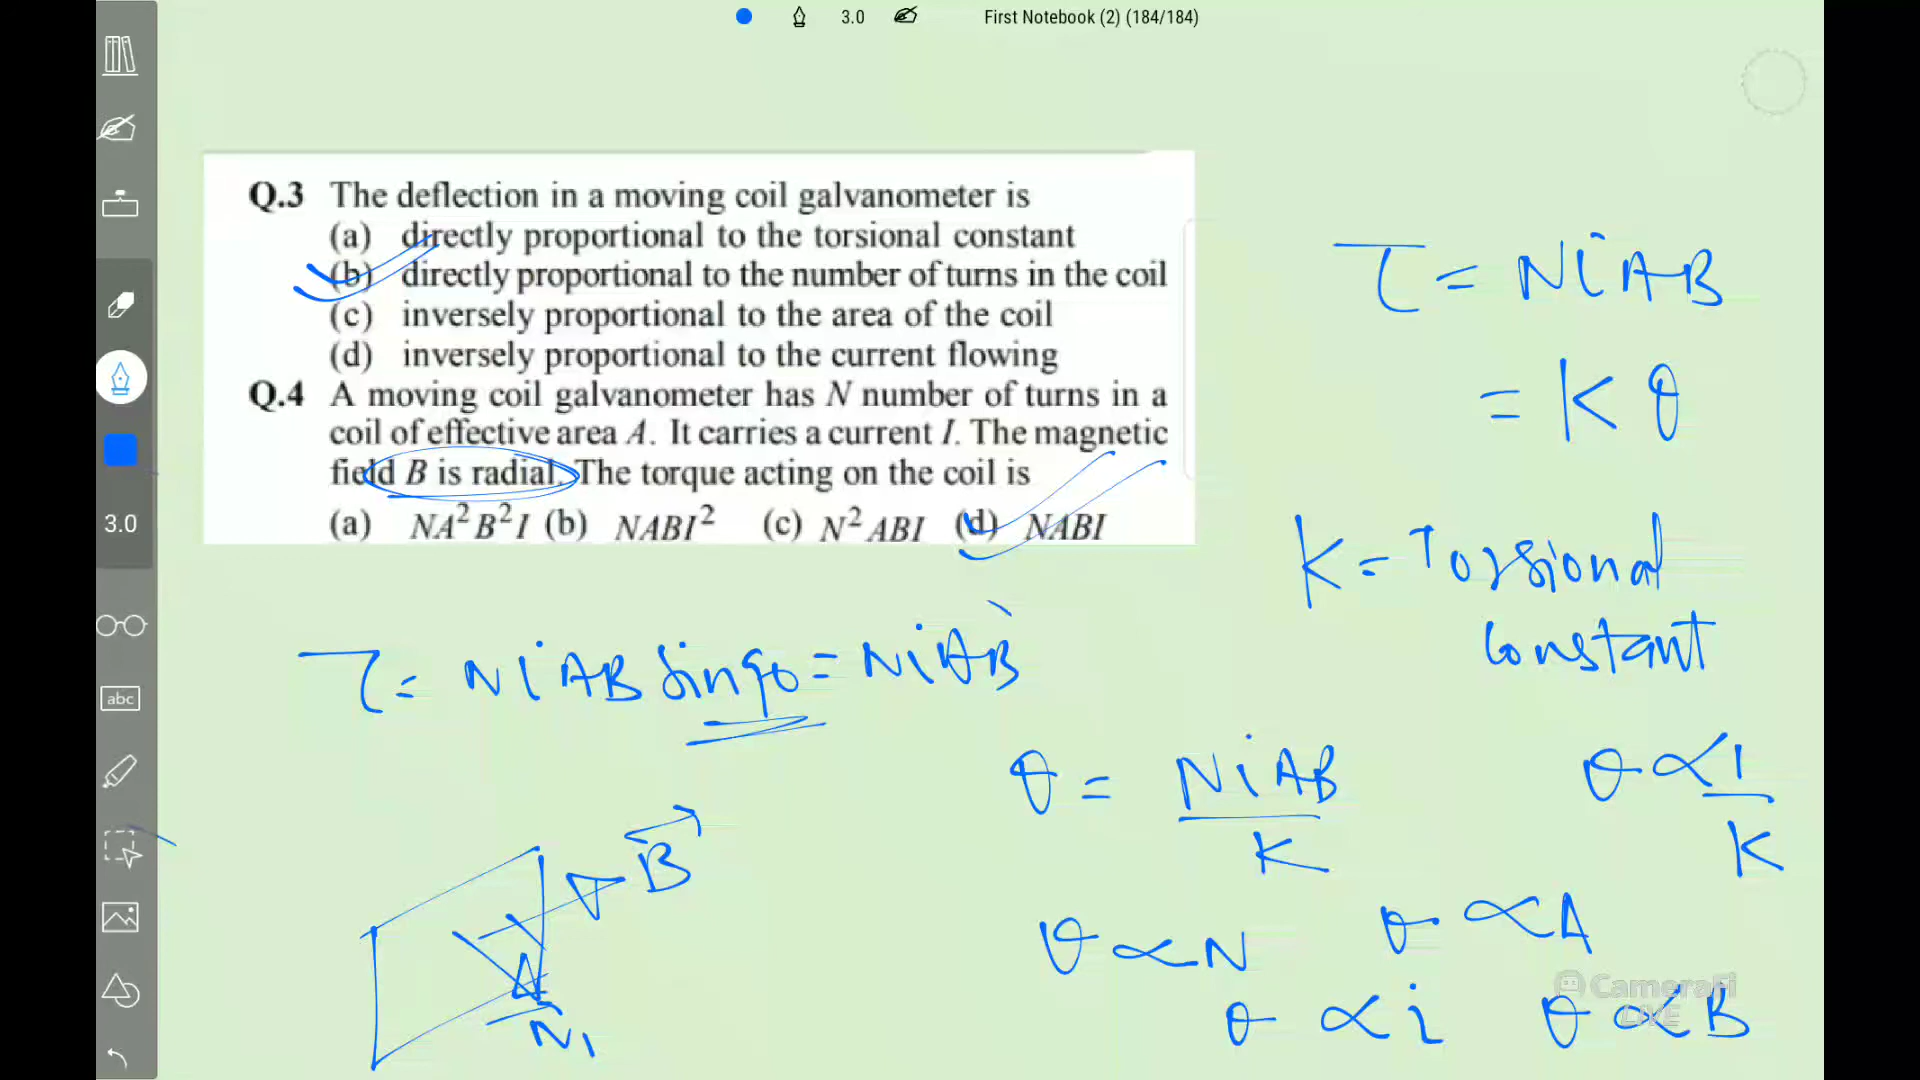 3.0 First Notebook (2) (184/184)
Q.3 The deflection in a moving coil galvanometer is
(a) directly proportional to the torsional constant
(b) directly proportional to the number of turns in the coil
(c) inversely proportional to the area of the coil
(d) inversely proportional to the current flowing
Q.4 A moving coil galvanometer has N number of turns in a
coil of effective area A. It carries a current I. The magnetic
field B is radial. The torque acting on the coil is
(a) NA²B²I (b) NABI² (c) N²ABI (d) NABI
3.0
abc
τ = NiAB
= Kθ
K = Torsional
constant
τ = NiAB sin90 = NiAB
θ = NiAB/K
θ ∝ 1/K
B
θ ∝ N
θ ∝ A
θ ∝ i
θ ∝ B
CameraFi
LIVE